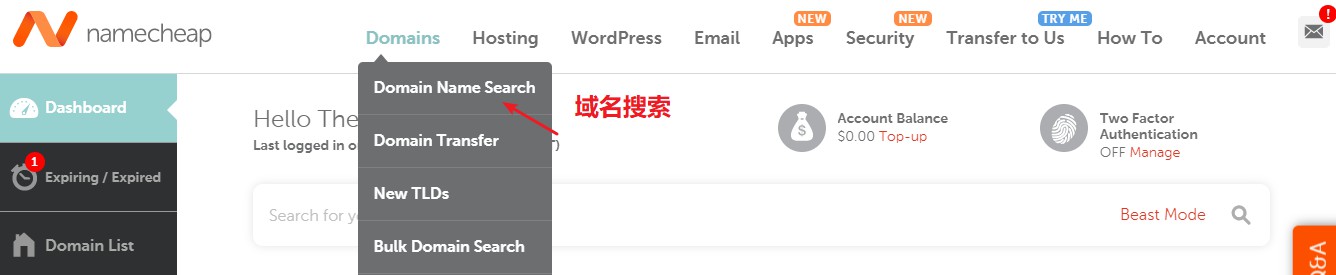 namecheap
NEW
NEW
TRY ME
!
Domains Hosting WordPress Email Apps Security Transfer to Us How To Account
Dashboard
1
Expiring / Expired
Domain List
Domain Name Search
Domain Transfer
New TLDs
Bulk Domain Search
域名搜索
Hello The
Last logged in o
Account Balance
$0.00 Top-up
Two Factor
Authentication
OFF Manage
Search for
Beast Mode